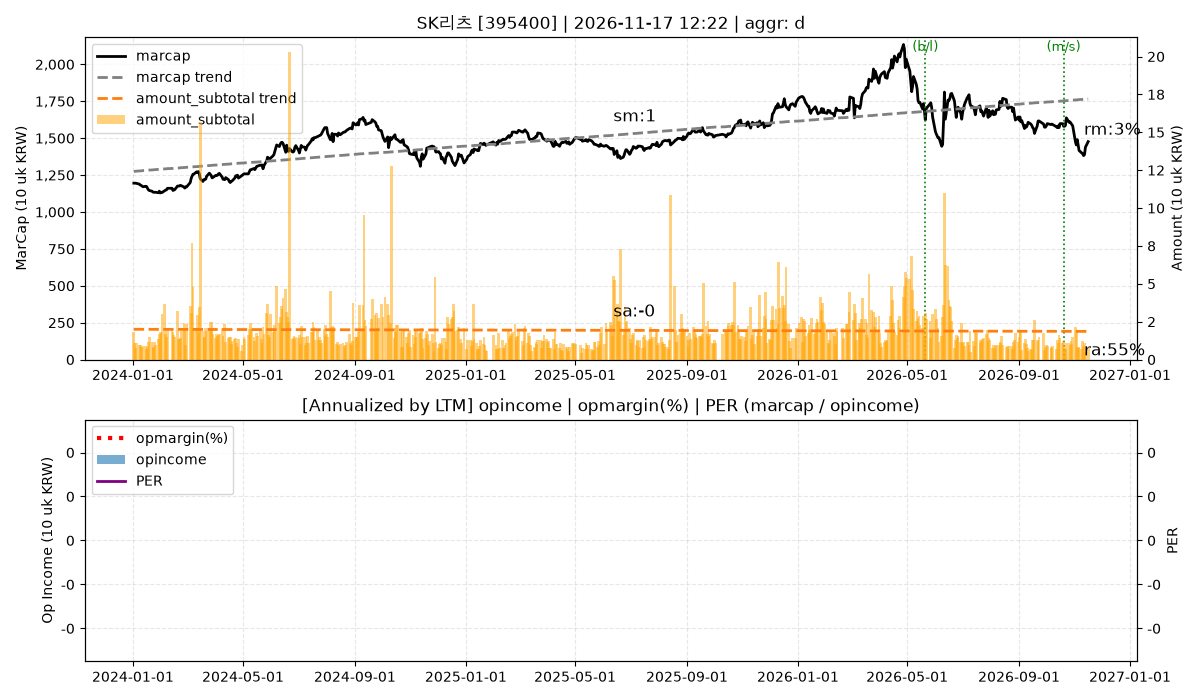 SK리츠 [395400] | 2026-11-17 12:22 | aggr: d
marcap
marcap trend
amount_subtotal trend
amount_subtotal
(b/l)
(m/s)
sm:1
rm:3%
sa:-0
ra:55%
MarCap (10 uk KRW)
2,000
1,750
1,500
1,250
1,000
750
500
250
0
Amount (10 uk KRW)
20
18
15
12
10
8
5
2
0
2024-01-01 2024-05-01 2024-09-01 2025-01-01 2025-05-01 2025-09-01 2026-01-01 2026-05-01 2026-09-01 2027-01-01
[Annualized by LTM] opincome | opmargin(%) | PER (marcap / opincome)
opmargin(%)
opincome
PER
Op Income (10 uk KRW)
0
0
0
-0
-0
PER
0
0
0
-0
-0
2024-01-01 2024-05-01 2024-09-01 2025-01-01 2025-05-01 2025-09-01 2026-01-01 2026-05-01 2026-09-01 2027-01-01